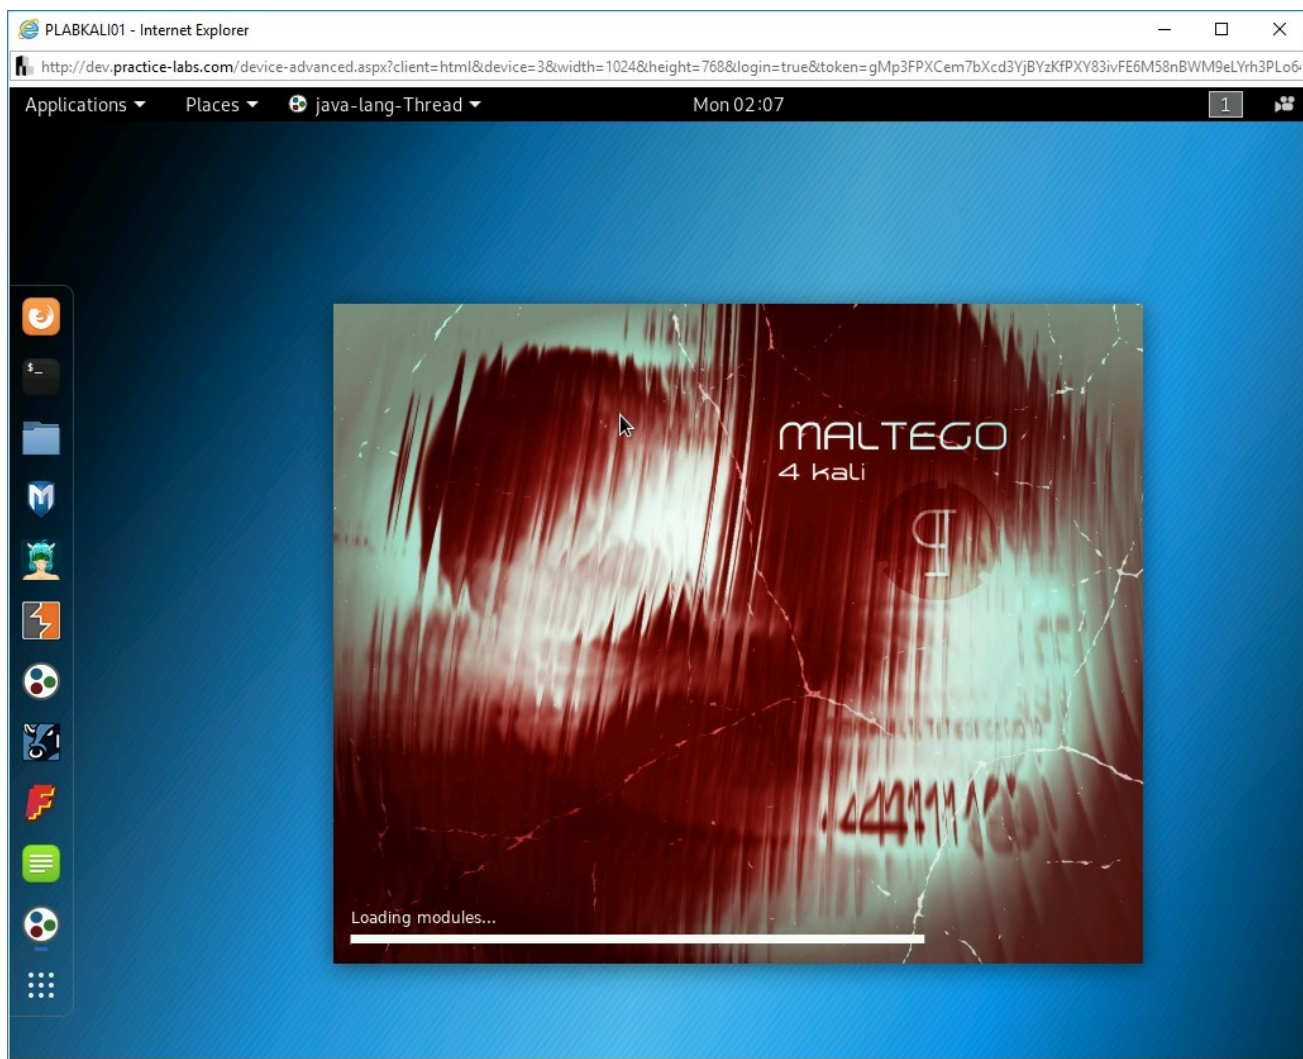 PLABKALI01 - Internet Explorer
http://dev.practice-labs.com/device-advanced.aspx?client=html&device=3&width=1024&height=768&login=true&token=gMp3FPXCem7bXcd3YjBYzKfPXY83ivFE6M58nBWM9eLYrh3PLo64
Applications Places java-lang-Thread Mon 02:07 1
$_
MALTEGO
4 kali
Loading modules...